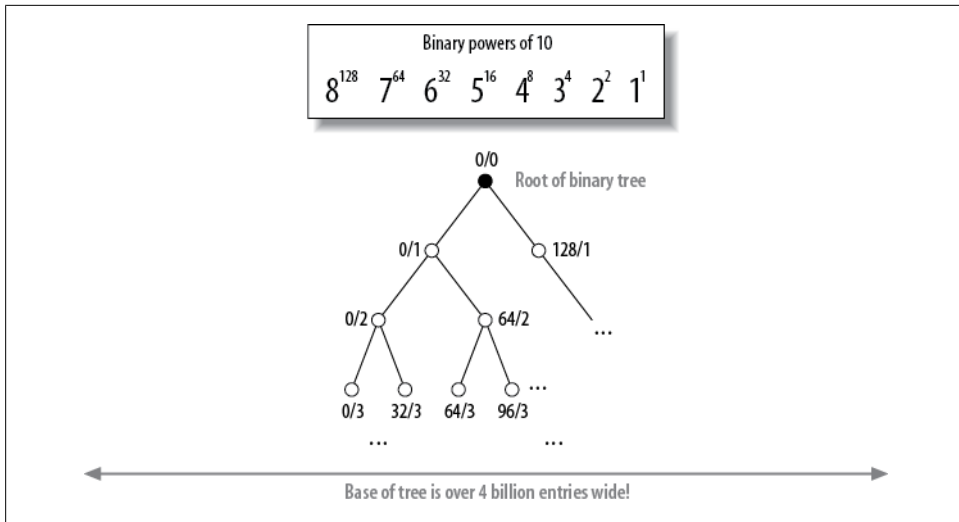 Binary powers of 10
8^128 7^64 6^32 5^16 4^8 3^4 2^2 1^1
0/0
Root of binary tree
0/1 128/1
0/2 64/2 ...
...
0/3 32/3 64/3 96/3
... ...
Base of tree is over 4 billion entries wide!